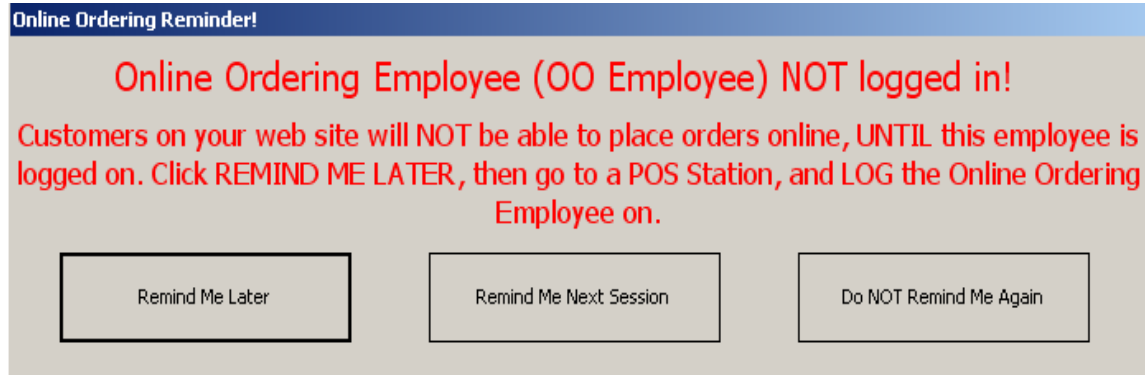 Online Ordering Reminder!
Online Ordering Employee (OO Employee) NOT logged in!
Customers on your web site will NOT be able to place orders online, UNTIL this employee is
logged on. Click REMIND ME LATER, then go to a POS Station, and LOG the Online Ordering
Employee on.
Remind Me Later
Remind Me Next Session
Do NOT Remind Me Again